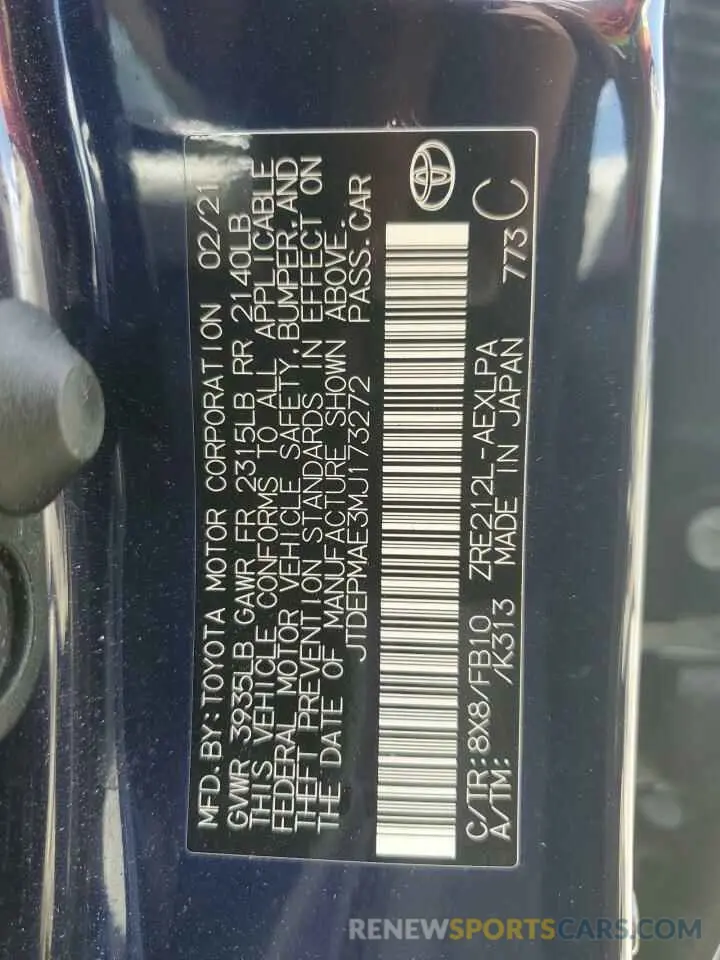 MFD. BY: TOYOTA MOTOR CORPORATION 02/21
GVWR 3935LB GAWR FR 2315LB RR 2140LB
THIS VEHICLE CONFORMS TO ALL APPLICABLE
FEDERAL MOTOR VEHICLE SAFETY, BUMPER, AND
THEFT PREVENTION STANDARDS IN EFFECT ON
THE DATE OF MANUFACTURE SHOWN ABOVE.
JTDEPMAE3MJ173272 PASS. CAR
C/TR: 8X8/FB10 ZRE212L-AEXLPA 773 C
A/TM: /K313 MADE IN JAPAN
RENEWSPORTSCARS.COM